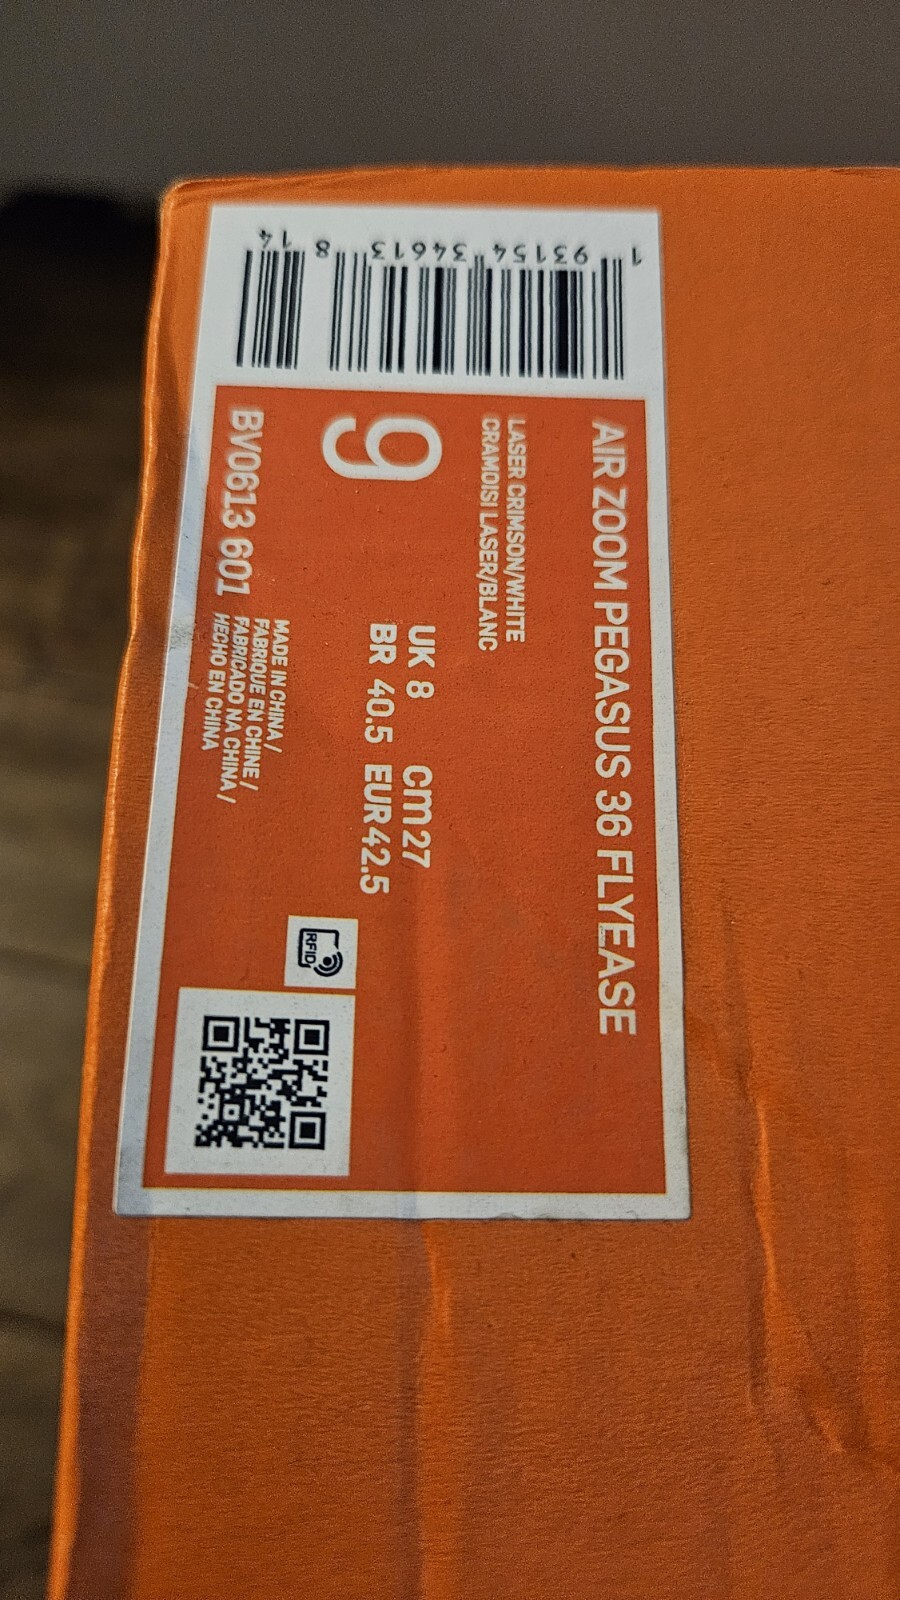 AIR ZOOM PEGASUS 36 FLYEASE
LASER CRIMSON/WHITE
CRAMOISI LASER/BLANC
9
UK 8 cm 27
BR 40.5 EUR 42.5
MADE IN CHINA /
FABRIQUE EN CHINE /
FABRICADO NA CHINA /
HECHO EN CHINA
BV0613 601
RFID
1 93154 34613 8 14